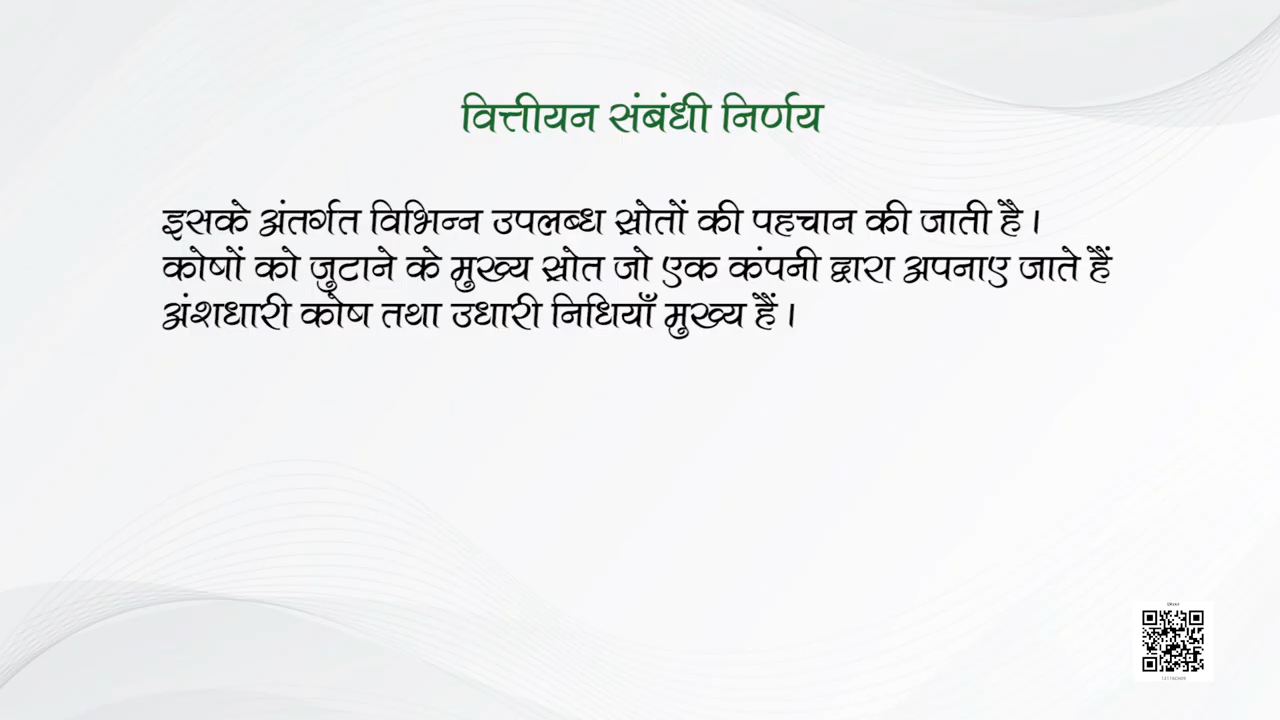 वित्तीयन संबंधी निर्णय
इसके अंतर्गत विभिन्न उपलब्ध स्रोतों की पहचान की जाती है ।
कोषों को जुटाने के मुख्य स्रोत जो एक कंपनी द्वारा अपनाए जाते हैं
अंशधारी कोष तथा उधारी निधियाँ मुख्य हैं ।